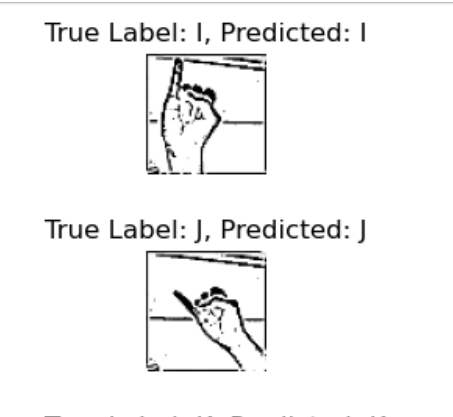 True Label: I, Predicted: I
True Label: J, Predicted: J